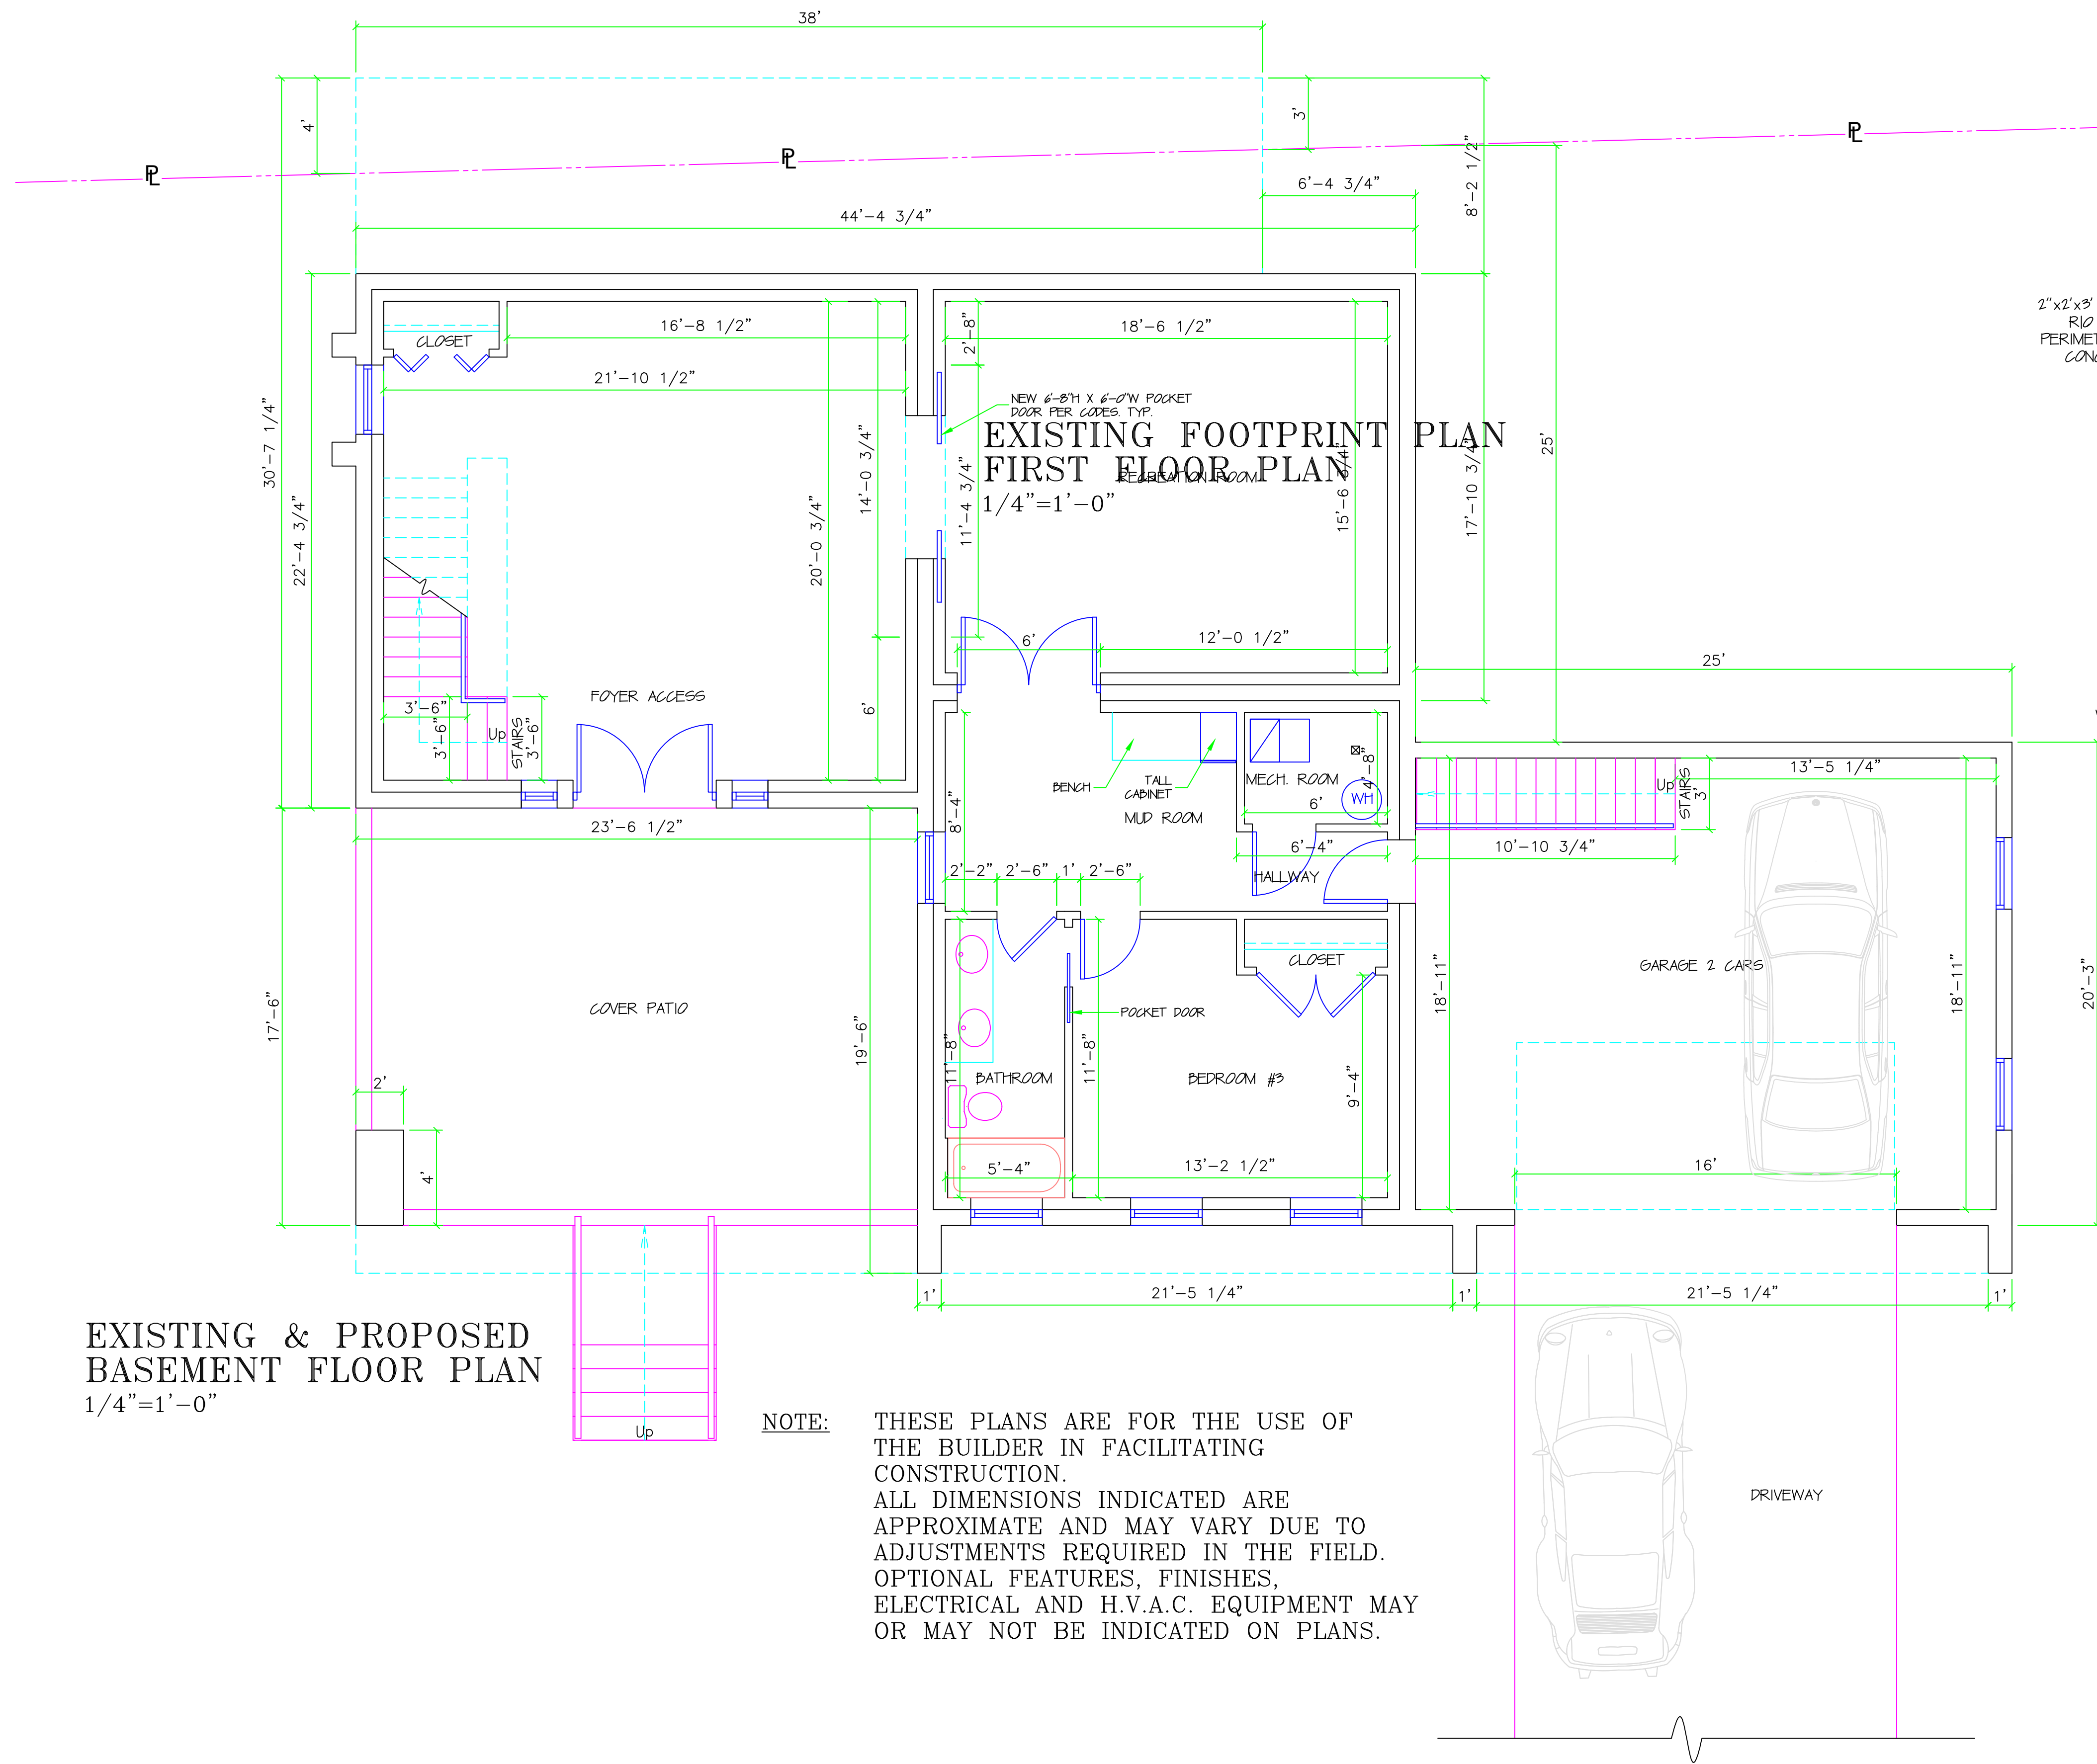 38'
4'
3'
8'-2 1/2"
PL
PL
PL
6'-4 3/4"
44'-4 3/4"
2"x2'x3'
RIO
CLOSET
16'-8 1/2"
2'-8"
18'-6 1/2"
21'-10 1/2"
NEW 6'-8"H X 6'-0"W POCKET
DOOR PER CODES. TYP.
EXISTING FOOTPRINT PLAN
FIRST FLOOR PLAN
1/4"=1'-0"
RECREATION ROOM
30'-7 1/4"
22'-4 3/4"
14'-0 3/4"
20'-0 3/4"
11'-4 3/4"
15'-6 3/4"
17'-10 3/4"
25'
6'
12'-0 1/2"
25'
FOYER ACCESS
3'-6"
3'-6"
Up
STAIRS
3'-6"
6'
BENCH
TALL
CABINET
MECH. ROOM
4'-8"
WH
6'
MUD ROOM
8'-4"
Up
STAIRS
3'
13'-5 1/4"
23'-6 1/2"
6'-4"
10'-10 3/4"
2'-2"
2'-6"
1'
2'-6"
HALLWAY
CLOSET
GARAGE 2 CARS
18'-11"
18'-11"
20'-3"
COVER PATIO
17'-6"
19'-6"
POCKET DOOR
11'-8"
11'-8"
BATHROOM
BEDROOM #3
9'-4"
2'
4'
5'-4"
13'-2 1/2"
16'
1'
21'-5 1/4"
1'
21'-5 1/4"
1'
EXISTING & PROPOSED
BASEMENT FLOOR PLAN
1/4"=1'-0"
Up
NOTE:
THESE PLANS ARE FOR THE USE OF
THE BUILDER IN FACILITATING
CONSTRUCTION.
ALL DIMENSIONS INDICATED ARE
APPROXIMATE AND MAY VARY DUE TO
ADJUSTMENTS REQUIRED IN THE FIELD.
OPTIONAL FEATURES, FINISHES,
ELECTRICAL AND H.V.A.C. EQUIPMENT MAY
OR MAY NOT BE INDICATED ON PLANS.
DRIVEWAY